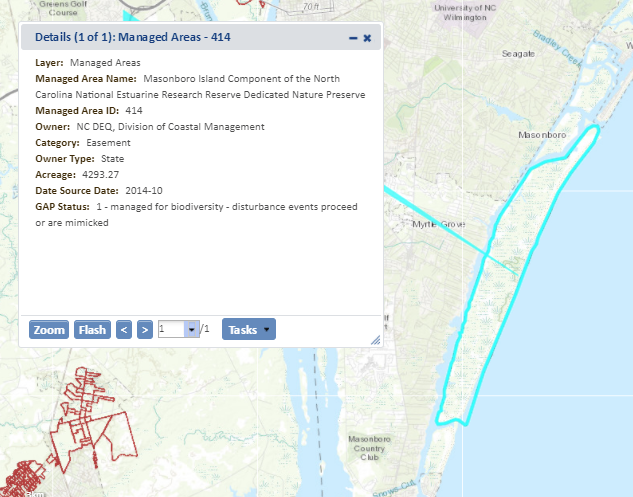 Greens Golf
Course
20 ft
University of NC
Wilmington
Details (1 of 1): Managed Areas - 414
Bradley Creek
Seagate
Layer: Managed Areas
Managed Area Name: Masonboro Island Component of the North
Carolina National Estuarine Research Reserve Dedicated Nature Preserve
Managed Area ID: 414
Owner: NC DEQ, Division of Coastal Management
Masonboro
Category: Easement
Owner Type: State
Acreage: 4293.27
Date Source Date: 2014-10
GAP Status: 1 - managed for biodiversity - disturbance events proceed
or are mimicked
Myrtle Grove
Zoom Flash < > 1 /1 Tasks
Masonboro
Country
Club